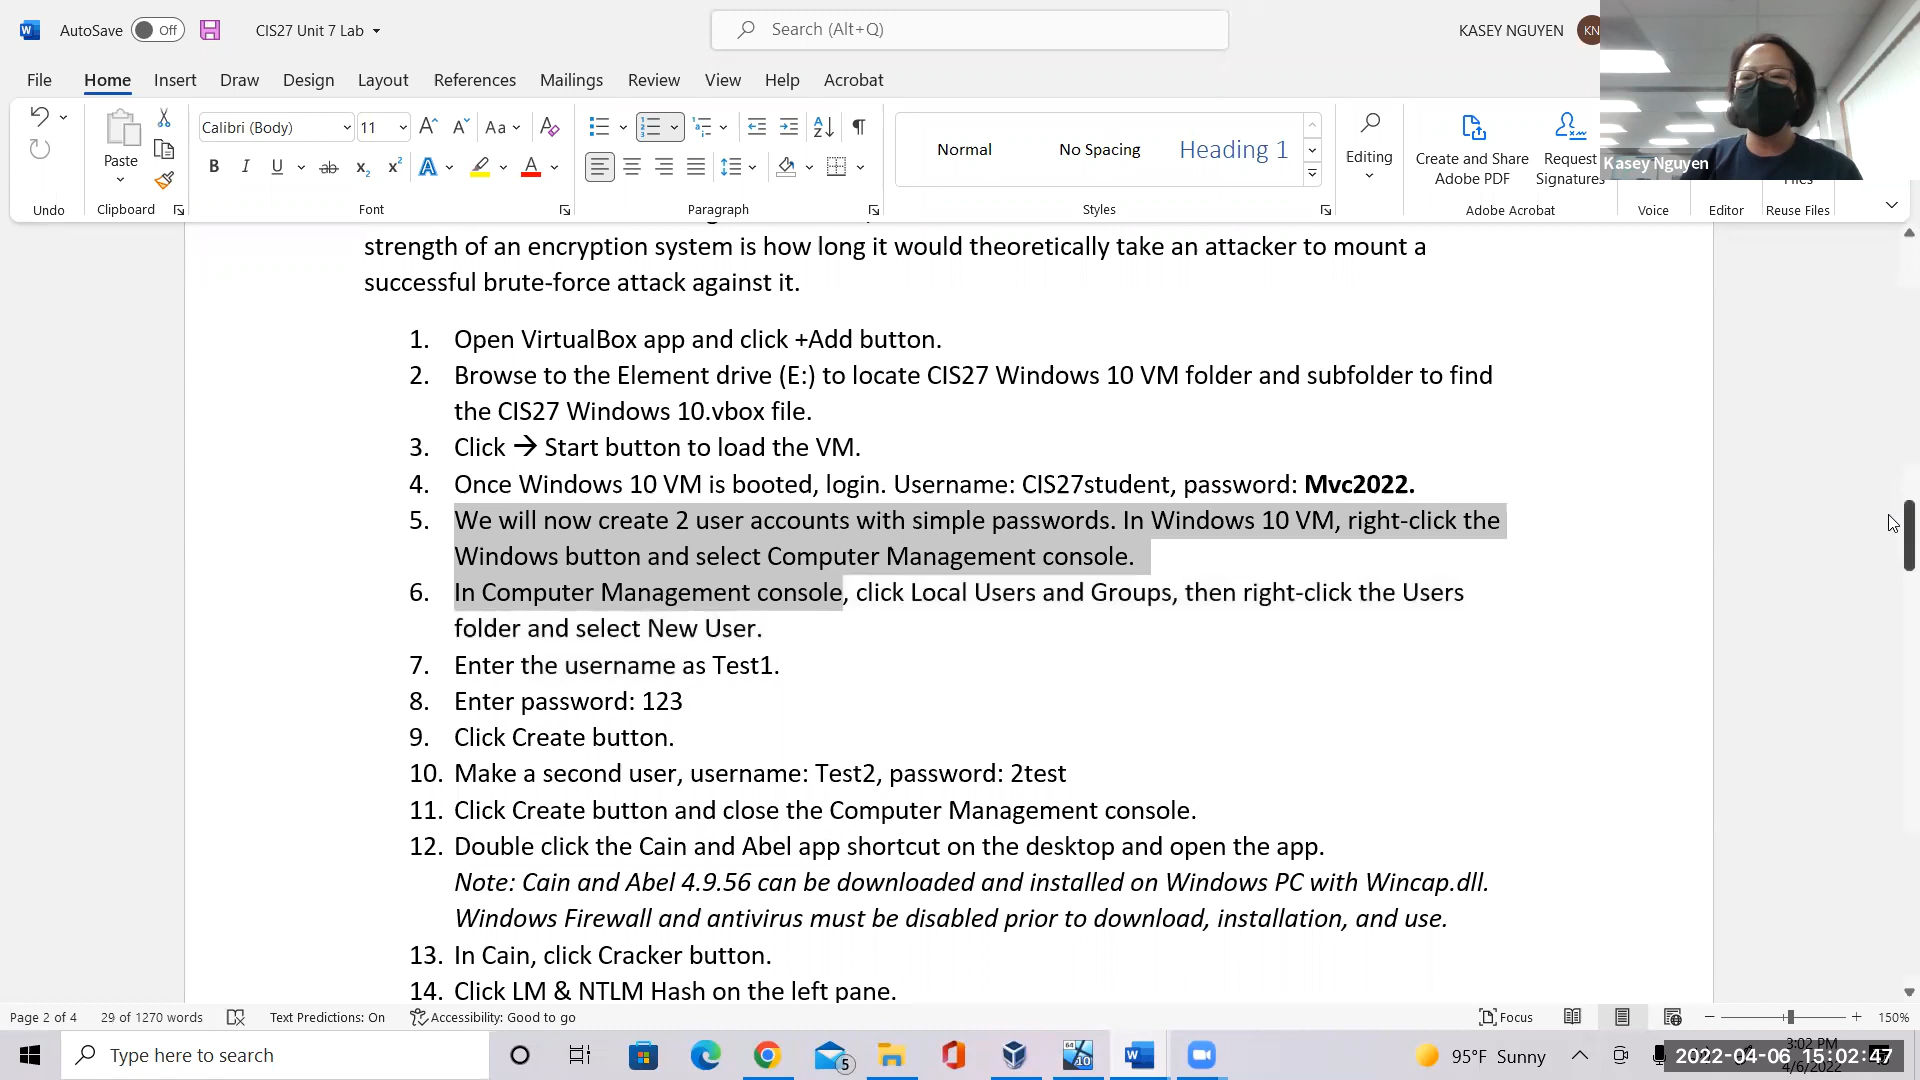 AutoSave Off CIS27 Unit 7 Lab Search (Alt+Q) KASEY NGUYEN KN
File Home Insert Draw Design Layout References Mailings Review View Help Acrobat
Calibri (Body) 11 Aa
Paste
B I U ab x₂ x² A A
Normal No Spacing Heading 1
Editing
Create and Share Adobe PDF
Request Signatures
Kasey Nguyen
Undo Clipboard Font Paragraph Styles Adobe Acrobat Voice Editor Reuse Files
strength of an encryption system is how long it would theoretically take an attacker to mount a
successful brute-force attack against it.
1. Open VirtualBox app and click +Add button.
2. Browse to the Element drive (E:) to locate CIS27 Windows 10 VM folder and subfolder to find
the CIS27 Windows 10.vbox file.
3. Click → Start button to load the VM.
4. Once Windows 10 VM is booted, login. Username: CIS27student, password: Mvc2022.
5. We will now create 2 user accounts with simple passwords. In Windows 10 VM, right-click the
Windows button and select Computer Management console.
6. In Computer Management console, click Local Users and Groups, then right-click the Users
folder and select New User.
7. Enter the username as Test1.
8. Enter password: 123
9. Click Create button.
10. Make a second user, username: Test2, password: 2test
11. Click Create button and close the Computer Management console.
12. Double click the Cain and Abel app shortcut on the desktop and open the app.
Note: Cain and Abel 4.9.56 can be downloaded and installed on Windows PC with Wincap.dll.
Windows Firewall and antivirus must be disabled prior to download, installation, and use.
13. In Cain, click Cracker button.
14. Click LM & NTLM Hash on the left pane.
Page 2 of 4 29 of 1270 words Text Predictions: On Accessibility: Good to go Focus 150%
Type here to search 5 95°F Sunny 3:02 PM
4/6/2022
2022-04-06 15:02:47